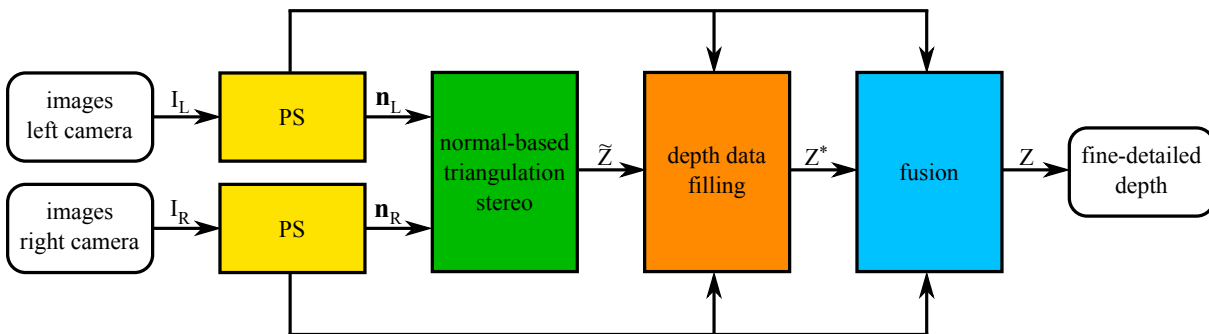 images
left camera
I_L
PS
n_L
images
right camera
I_R
PS
n_R
normal-based
triangulation
stereo
Z̃
depth data
filling
Z*
fusion
Z
fine-detailed
depth